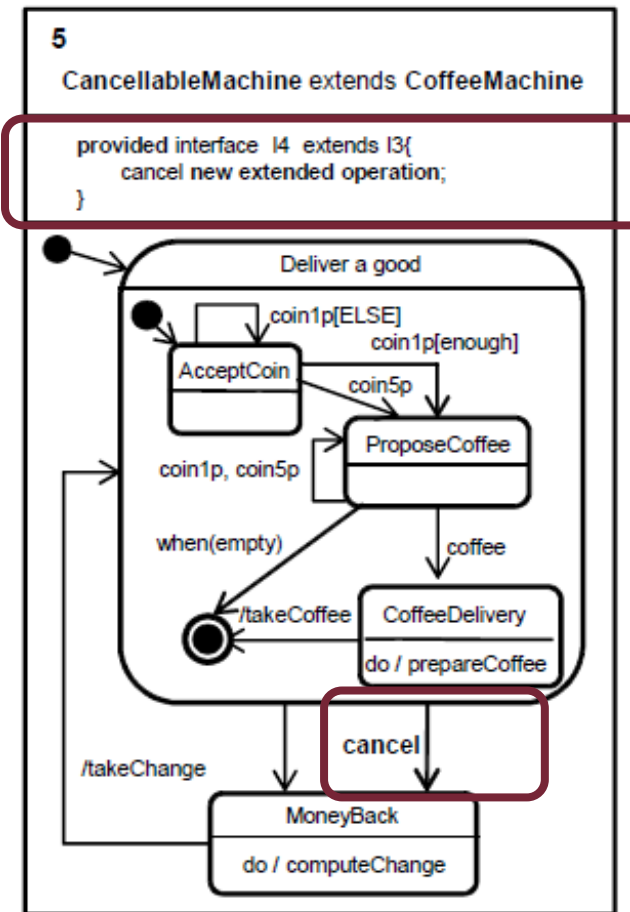 5
CancellableMachine extends CoffeeMachine
provided interface I4 extends I3{
cancel new extended operation;
}
Deliver a good
coin1p[ELSE]
coin1p[enough]
AcceptCoin
coin5p
ProposeCoffee
coin1p, coin5p
when(empty)
coffee
/takeCoffee
CoffeeDelivery
do / prepareCoffee
cancel
/takeChange
MoneyBack
do / computeChange